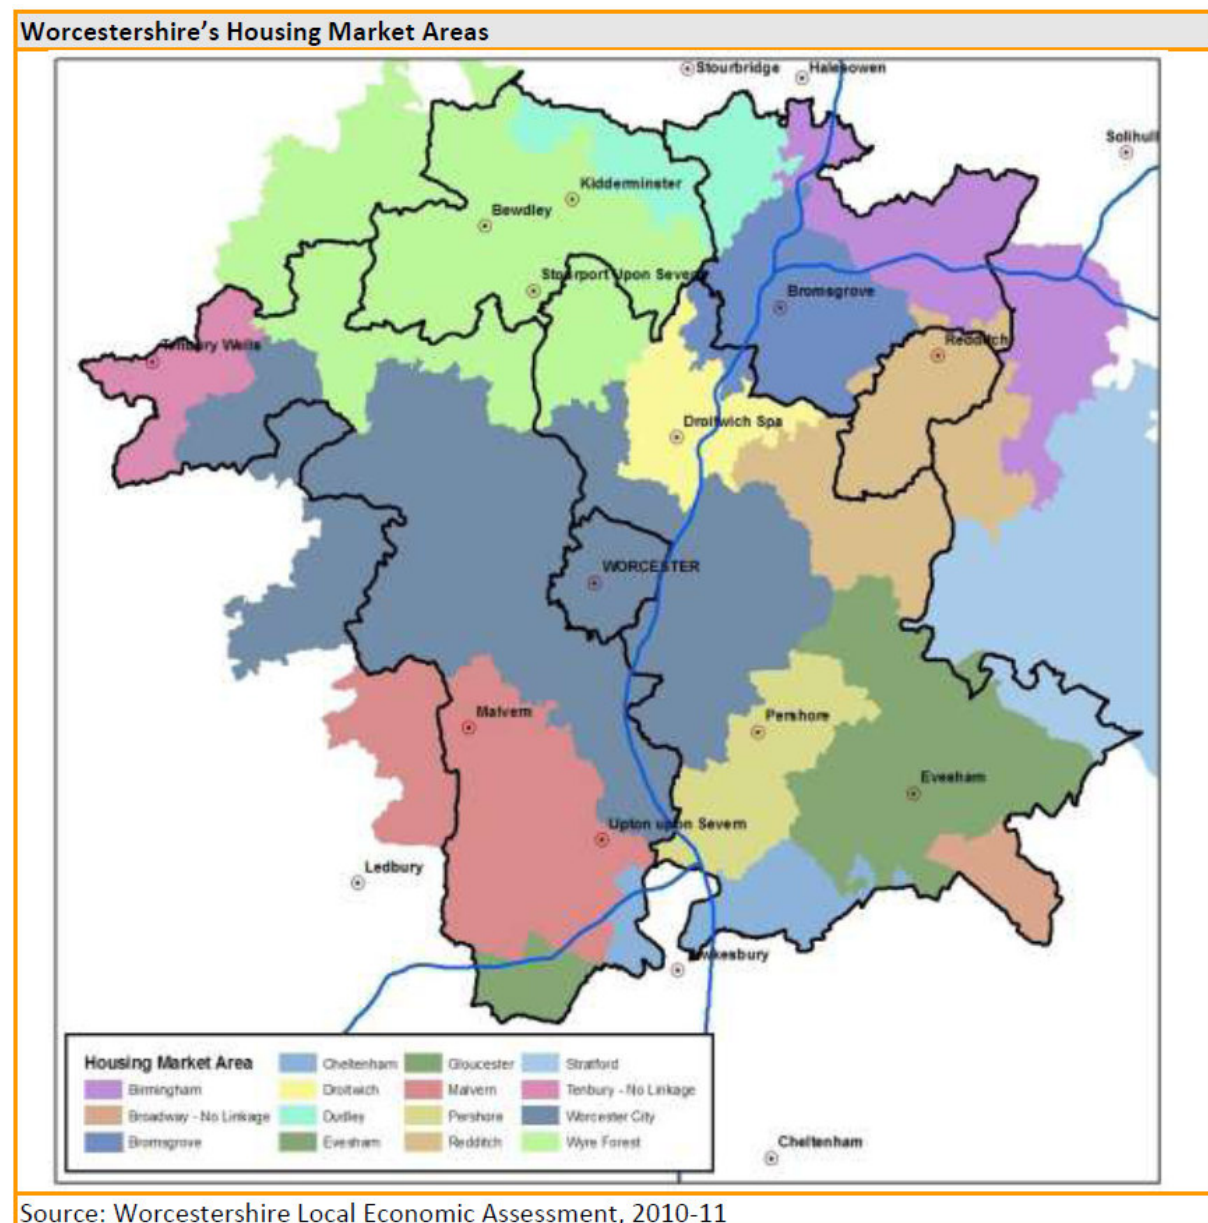 Worcestershire's Housing Market Areas
Stourbridge
Halesowen
Solihull
Kidderminster
Bewdley
Stourport Upon Severn
Bromsgrove
Tenbury Wells
Redditch
Droitwich Spa
WORCESTER
Malvern
Pershore
Evesham
Upton upon Severn
Ledbury
Tewkesbury
Cheltenham
Housing Market Area
Birmingham
Broadway - No Linkage
Bromsgrove
Cheltenham
Droitwich
Dudley
Evesham
Gloucester
Malvern
Pershore
Redditch
Stratford
Tenbury - No Linkage
Worcester City
Wyre Forest
Source: Worcestershire Local Economic Assessment, 2010-11